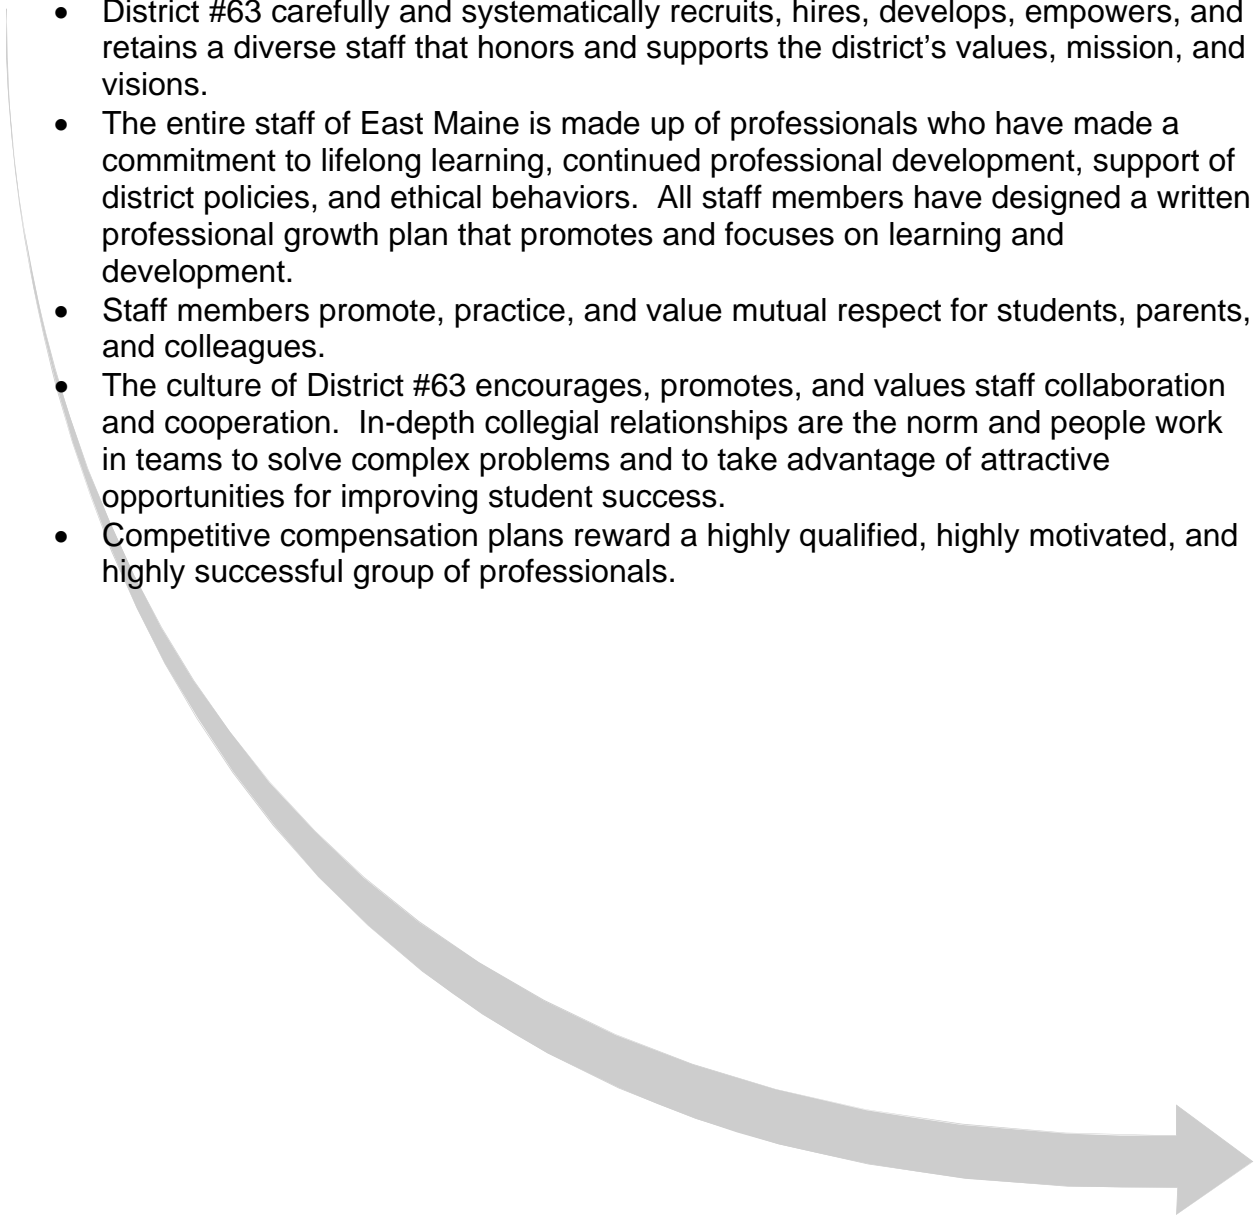 • District #63 carefully and systematically recruits, hires, develops, empowers, and
retains a diverse staff that honors and supports the district’s values, mission, and
visions.
• The entire staff of East Maine is made up of professionals who have made a
commitment to lifelong learning, continued professional development, support of
district policies, and ethical behaviors.  All staff members have designed a written
professional growth plan that promotes and focuses on learning and
development.
• Staff members promote, practice, and value mutual respect for students, parents,
and colleagues.
• The culture of District #63 encourages, promotes, and values staff collaboration
and cooperation.  In-depth collegial relationships are the norm and people work
in teams to solve complex problems and to take advantage of attractive
opportunities for improving student success.
• Competitive compensation plans reward a highly qualified, highly motivated, and
highly successful group of professionals.